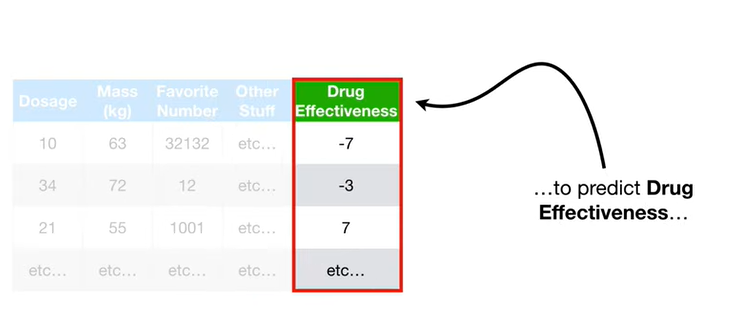 Dosage Mass (kg) Favorite Number Other Stuff Drug Effectiveness
10 63 32132 etc... -7
34 72 12 etc... -3
21 55 1001 etc... 7
etc... etc... etc... etc... etc...
...to predict Drug
Effectiveness...